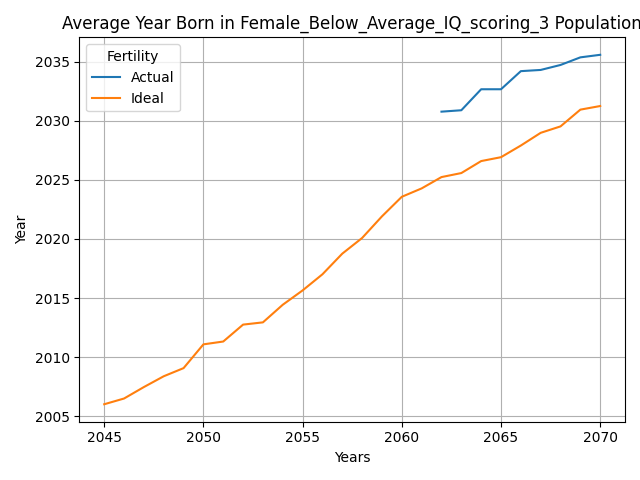 Average Year Born in Female_Below_Average_IQ_scoring_3 Population
Fertility
Actual
Ideal
Year
2035
2030
2025
2020
2015
2010
2005
2045 2050 2055 2060 2065 2070
Years